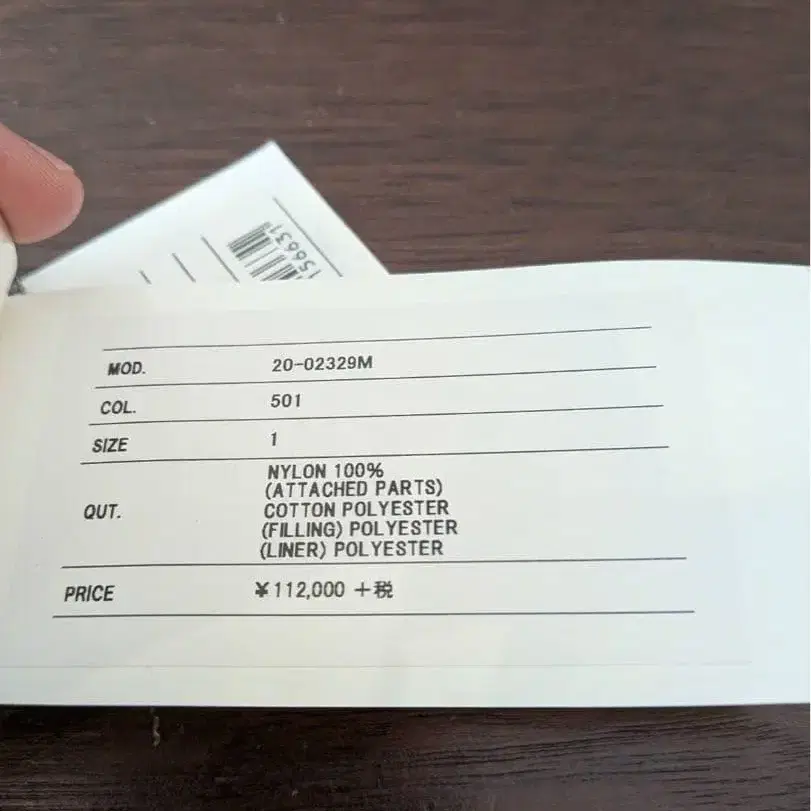 156631
MOD. 20-02329M
COL. 501
SIZE 1
QUT. NYLON 100%
(ATTACHED PARTS)
COTTON POLYESTER
(FILLING) POLYESTER
(LINER) POLYESTER
PRICE ¥112,000 +税